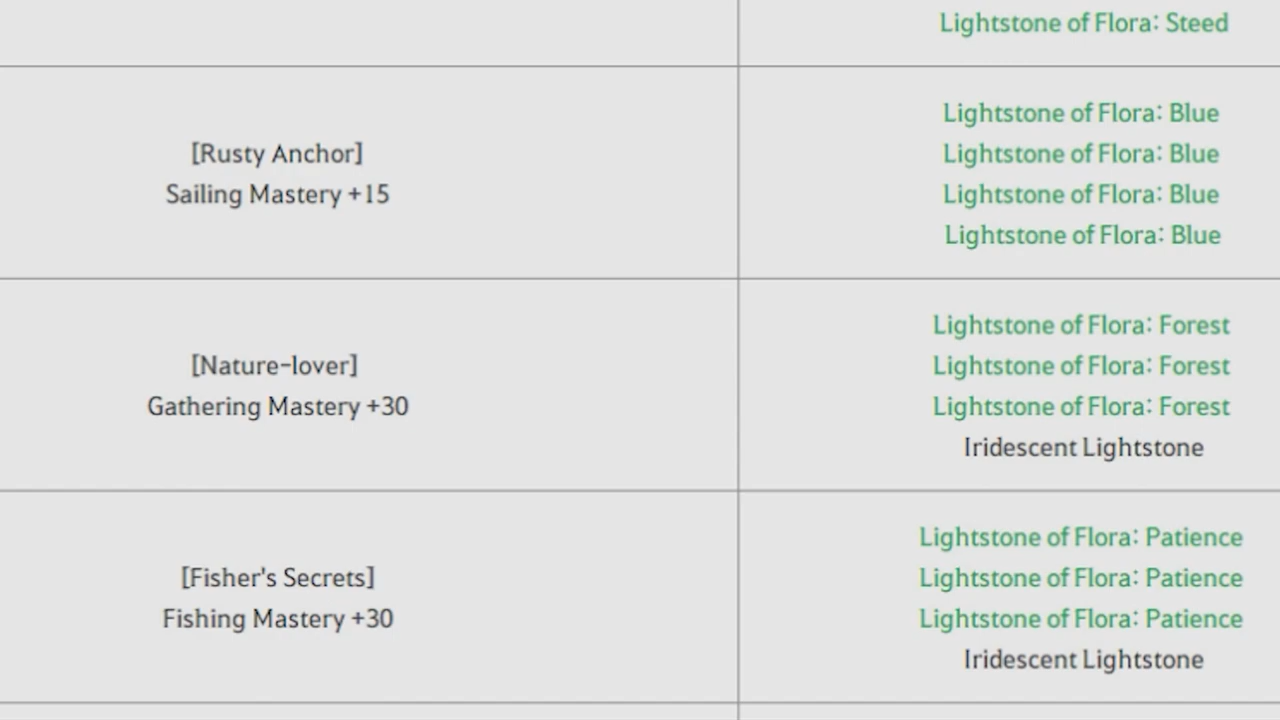 Lightstone of Flora: Steed
[Rusty Anchor]
Sailing Mastery +15
Lightstone of Flora: Blue
Lightstone of Flora: Blue
Lightstone of Flora: Blue
Lightstone of Flora: Blue
[Nature-lover]
Gathering Mastery +30
Lightstone of Flora: Forest
Lightstone of Flora: Forest
Lightstone of Flora: Forest
Iridescent Lightstone
[Fisher's Secrets]
Fishing Mastery +30
Lightstone of Flora: Patience
Lightstone of Flora: Patience
Lightstone of Flora: Patience
Iridescent Lightstone